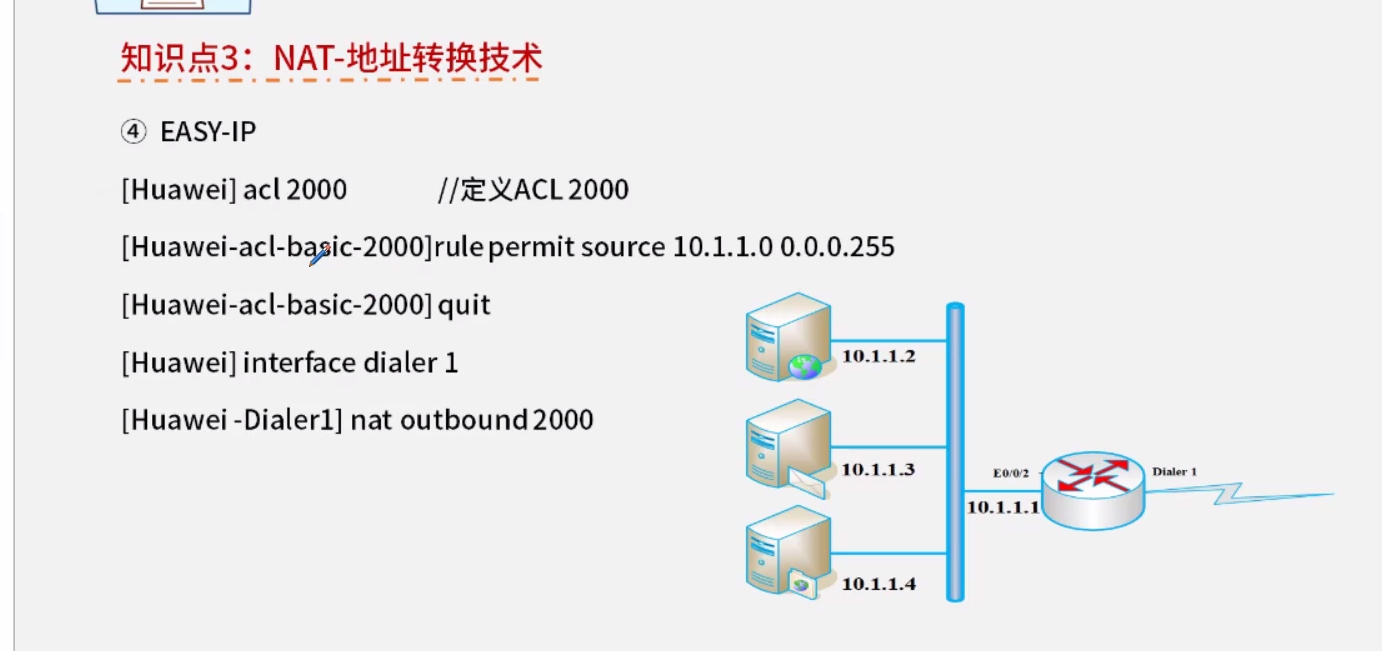 知识点3：NAT-地址转换技术
④ EASY-IP
[Huawei] acl 2000 //定义ACL 2000
[Huawei-acl-basic-2000]rule permit source 10.1.1.0 0.0.0.255
[Huawei-acl-basic-2000] quit
[Huawei] interface dialer 1
[Huawei -Dialer1] nat outbound 2000
10.1.1.2
10.1.1.3
E0/0/2
Dialer 1
10.1.1.1
10.1.1.4